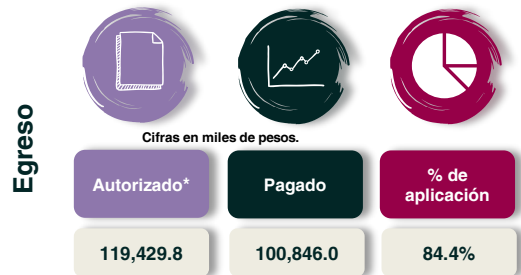 Egreso
Cifras en miles de pesos.
Autorizado*
Pagado
% de
aplicación
119,429.8
100,846.0
84.4%